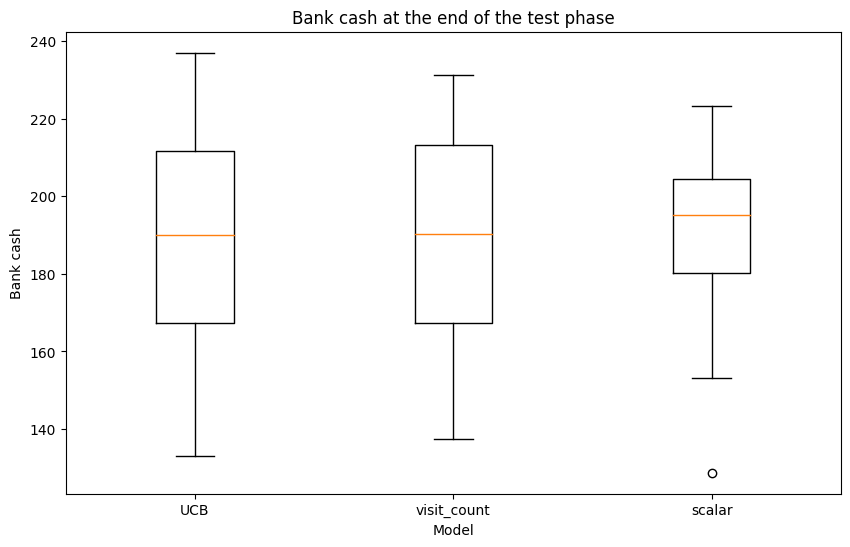 Bank cash at the end of the test phase
240
220
200
180
160
140
Bank cash
UCB
visit_count
scalar
Model